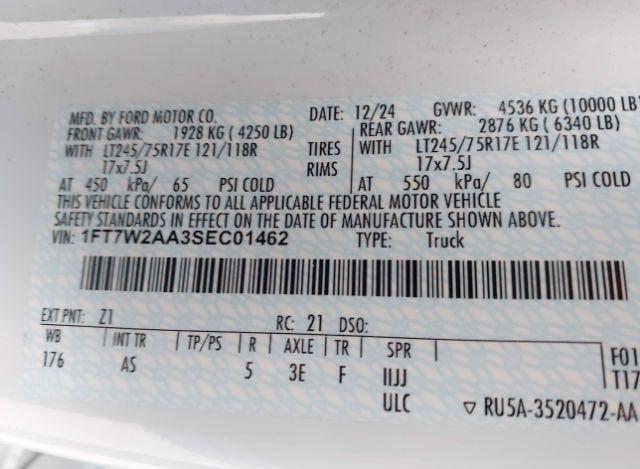 MFD. BY FORD MOTOR CO. DATE: 12/24 GVWR: 4536 KG (10000 LB)
FRONT GAWR: 1928 KG ( 4250 LB) REAR GAWR: 2876 KG ( 6340 LB)
WITH LT245/75R17E 121/118R TIRES WITH LT245/75R17E 121/118R
17x7.5J RIMS 17x7.5J
AT 450 kPa/ 65 PSI COLD AT 550 kPa/ 80 PSI COLD
THIS VEHICLE CONFORMS TO ALL APPLICABLE FEDERAL MOTOR VEHICLE
SAFETY STANDARDS IN EFFECT ON THE DATE OF MANUFACTURE SHOWN ABOVE.
VIN: 1FT7W2AA3SEC01462 TYPE: Truck
EXT PNT: Z1 RC: 21 DSO:
WB INT TR TP/PS R AXLE TR SPR F01
176 AS 5 3E F IIJJ T17
ULC ▽ RU5A-3520472-AA